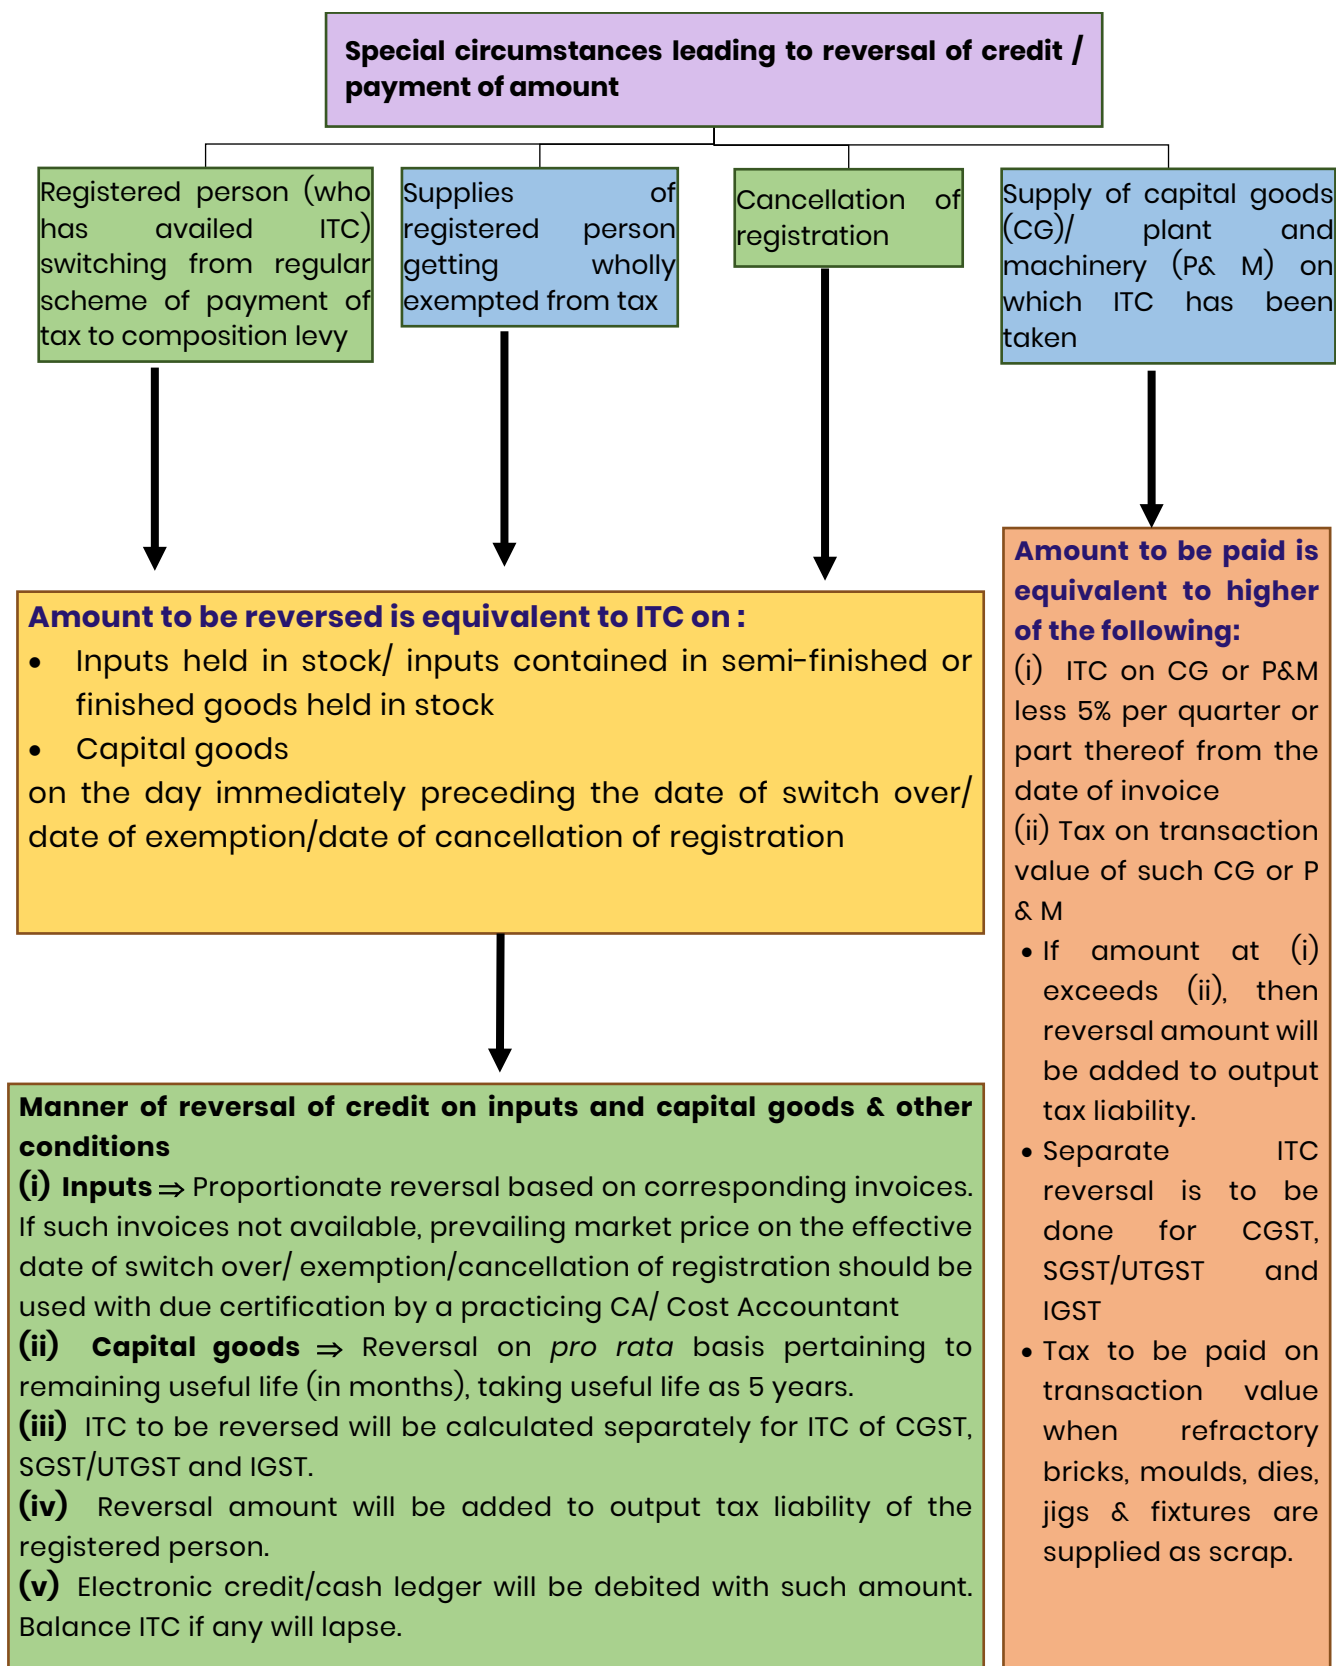 Special circumstances leading to reversal of credit /
payment of amount
Registered person (who
has availed ITC)
switching from regular
scheme of payment of
tax to composition levy
Supplies of
registered person
getting wholly
exempted from tax
Cancellation of
registration
Supply of capital goods
(CG)/ plant and
machinery (P& M) on
which ITC has been
taken
Amount to be reversed is equivalent to ITC on :
• Inputs held in stock/ inputs contained in semi-finished or
finished goods held in stock
• Capital goods
on the day immediately preceding the date of switch over/
date of exemption/date of cancellation of registration
Manner of reversal of credit on inputs and capital goods & other
conditions
(i) Inputs ⇒ Proportionate reversal based on corresponding invoices.
If such invoices not available, prevailing market price on the effective
date of switch over/ exemption/cancellation of registration should be
used with due certification by a practicing CA/ Cost Accountant
(ii) Capital goods ⇒ Reversal on pro rata basis pertaining to
remaining useful life (in months), taking useful life as 5 years.
(iii) ITC to be reversed will be calculated separately for ITC of CGST,
SGST/UTGST and IGST.
(iv) Reversal amount will be added to output tax liability of the
registered person.
(v) Electronic credit/cash ledger will be debited with such amount.
Balance ITC if any will lapse.
Amount to be paid is
equivalent to higher
of the following:
(i) ITC on CG or P&M
less 5% per quarter or
part thereof from the
date of invoice
(ii) Tax on transaction
value of such CG or P
& M
• If amount at (i)
exceeds (ii), then
reversal amount will
be added to output
tax liability.
• Separate ITC
reversal is to be
done for CGST,
SGST/UTGST and
IGST
• Tax to be paid on
transaction value
when refractory
bricks, moulds, dies,
jigs & fixtures are
supplied as scrap.